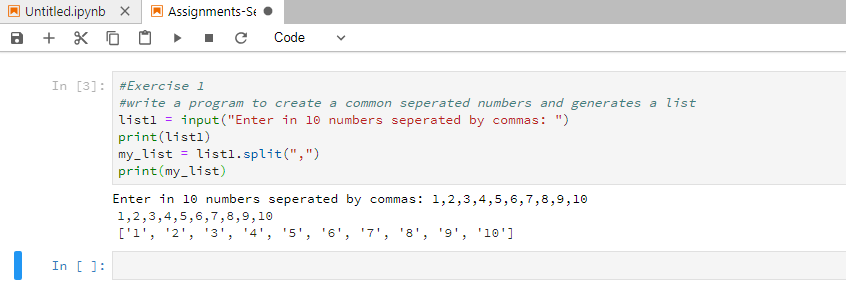 Untitled.ipynb
Assignments-Se
Code
In [3]:
#Exercise 1
#write a program to create a common seperated numbers and generates a list
list1 = input("Enter in 10 numbers seperated by commas: ")
print(list1)
my_list = list1.split(",")
print(my_list)
Enter in 10 numbers seperated by commas: 1,2,3,4,5,6,7,8,9,10
1,2,3,4,5,6,7,8,9,10
['1', '2', '3', '4', '5', '6', '7', '8', '9', '10']
In [ ]: